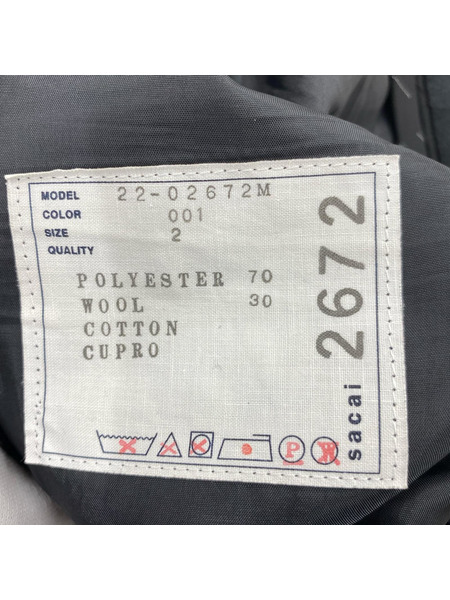 MODEL 22-02672M
COLOR 001
SIZE 2
QUALITY
POLYESTER 70
WOOL 30
COTTON
CUPRO
P
W
sacai 2672